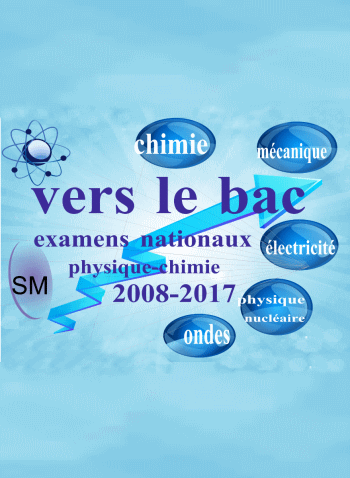 chimie
mécanique
vers le bac
examens nationaux
électricité
physique-chimie
SM
2008-2017
physique
nucléaire
ondes